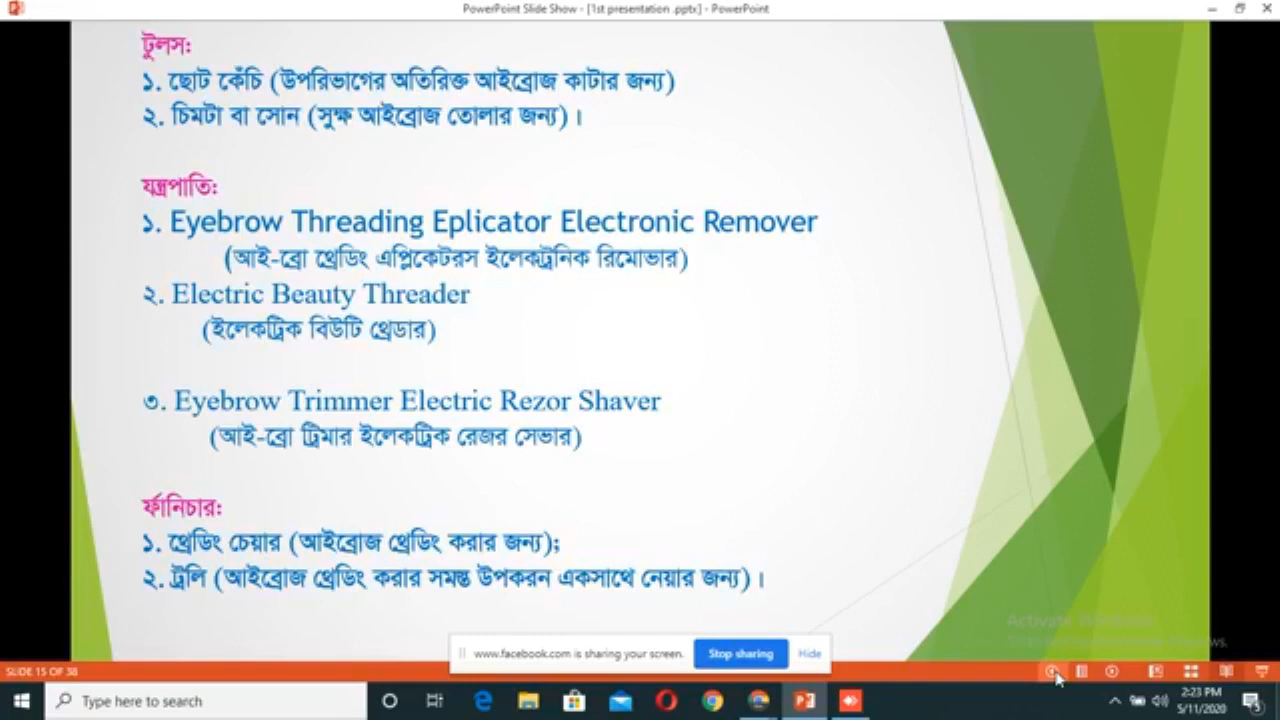 PowerPoint Slide Show - [1st presentation .pptx] - PowerPoint
টুলস:
১. ছোট কেঁচি (উপরিভাগের অতিরিক্ত আইব্রোজ কাটার জন্য)
২. চিমটা বা সোন (সুক্ষ আইব্রোজ তোলার জন্য)।
যন্ত্রপাতি:
১. Eyebrow Threading Eplicator Electronic Remover
(আই-ব্রো থ্রেডিং এপ্লিকেটরস ইলেকট্রনিক রিমোভার)
২. Electric Beauty Threader
(ইলেকট্রিক বিউটি থ্রেডার)
৩. Eyebrow Trimmer Electric Rezor Shaver
(আই-ব্রো ট্রিমার ইলেকট্রিক রেজর সেভার)
র্ফানিচার:
১. থ্রেডিং চেয়ার (আইব্রোজ থ্রেডিং করার জন্য);
২. ট্রলি (আইব্রোজ থ্রেডিং করার সমস্ত উপকরন একসাথে নেয়ার জন্য)।
Activate Windows
www.facebook.com is sharing your screen. Stop sharing Hide
SLIDE 15 OF 38
Type here to search
2:23 PM
5/11/2020